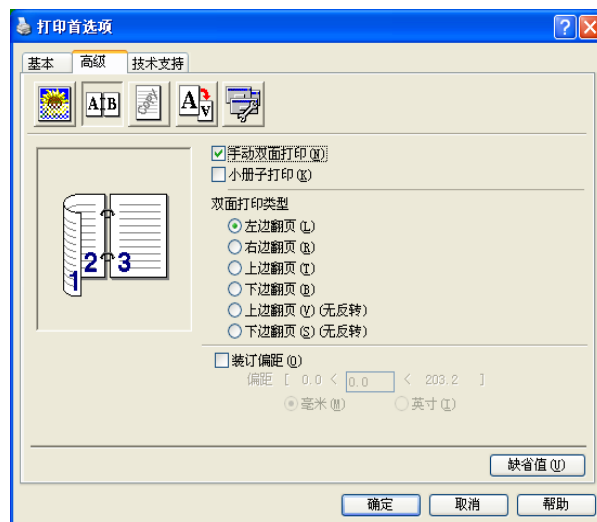 打印首选项
基本 高级 技术支持
A B Copy A A
手动双面打印(N)
小册子打印(K)
双面打印类型
左边翻页(L)
右边翻页(R)
上边翻页(T)
下边翻页(B)
上边翻页(V)(无反转)
下边翻页(S)(无反转)
1 2 3
装订偏距(O)
偏距 [ 0.0 < 0.0 < 203.2 ]
毫米(M) 英寸(I)
缺省值(U)
确定 取消 帮助